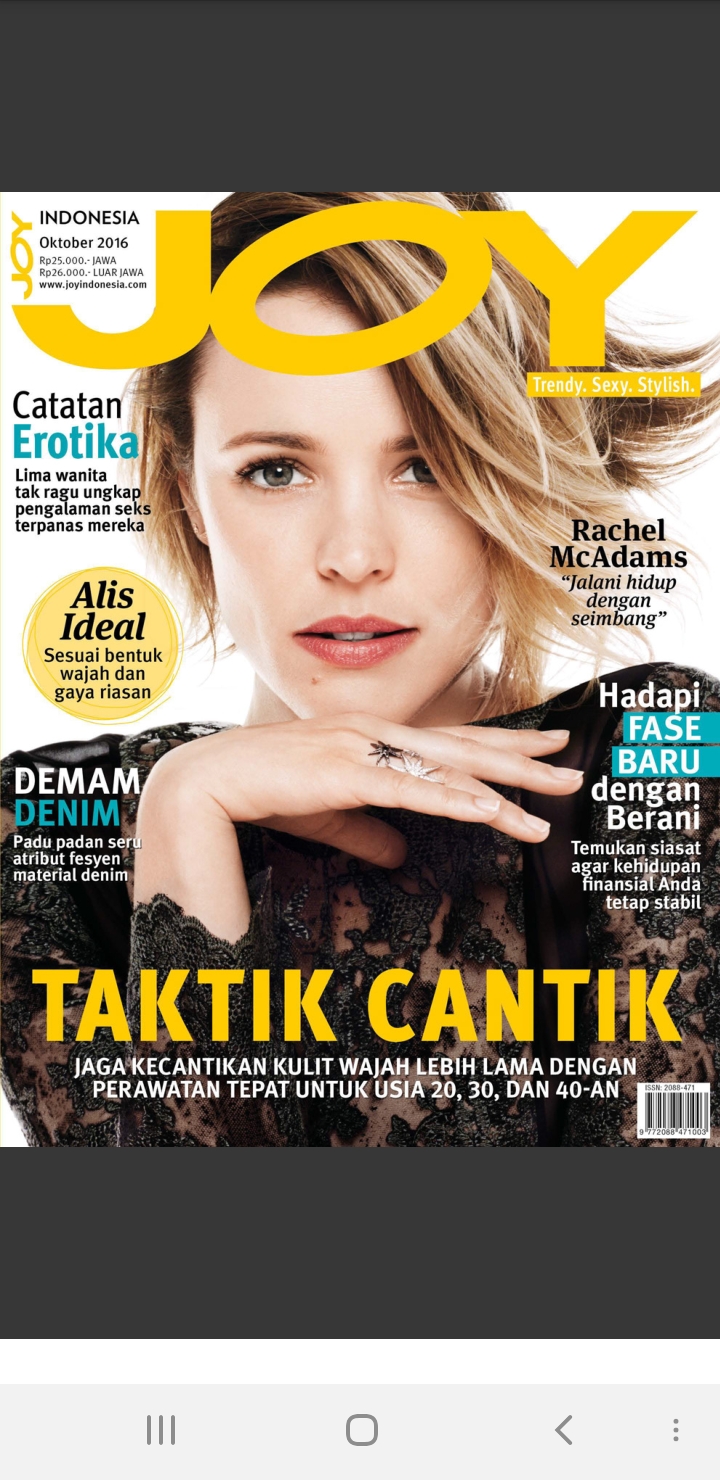 JOY
INDONESIA
Oktober 2016
Rp25.000.- JAWA
Rp26.000.- LUAR JAWA
www.joyindonesia.com
JOY
Trendy. Sexy. Stylish.
Catatan
Erotika
Lima wanita
tak ragu ungkap
pengalaman seks
terpanas mereka
Rachel
McAdams
“Jalani hidup
dengan
seimbang”
Alis
Ideal
Sesuai bentuk
wajah dan
gaya riasan
Hadapi
FASE
BARU
dengan
Berani
Temukan siasat
agar kehidupan
finansial Anda
tetap stabil
DEMAM
DENIM
Padu padan seru
atribut fesyen
material denim
TAKTIK CANTIK
JAGA KECANTIKAN KULIT WAJAH LEBIH LAMA DENGAN
PERAWATAN TEPAT UNTUK USIA 20, 30, DAN 40-AN
ISSN: 2088-471
9 772088 471003